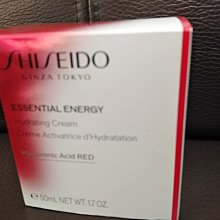 SHISEIDO
GINZA TOKYO
ESSENTIAL ENERGY
Hydrating Cream
Crème Activatrice d'Hydratation
Hyaluronic Acid RED
℮ 50mL NET WT. 1.7 OZ.